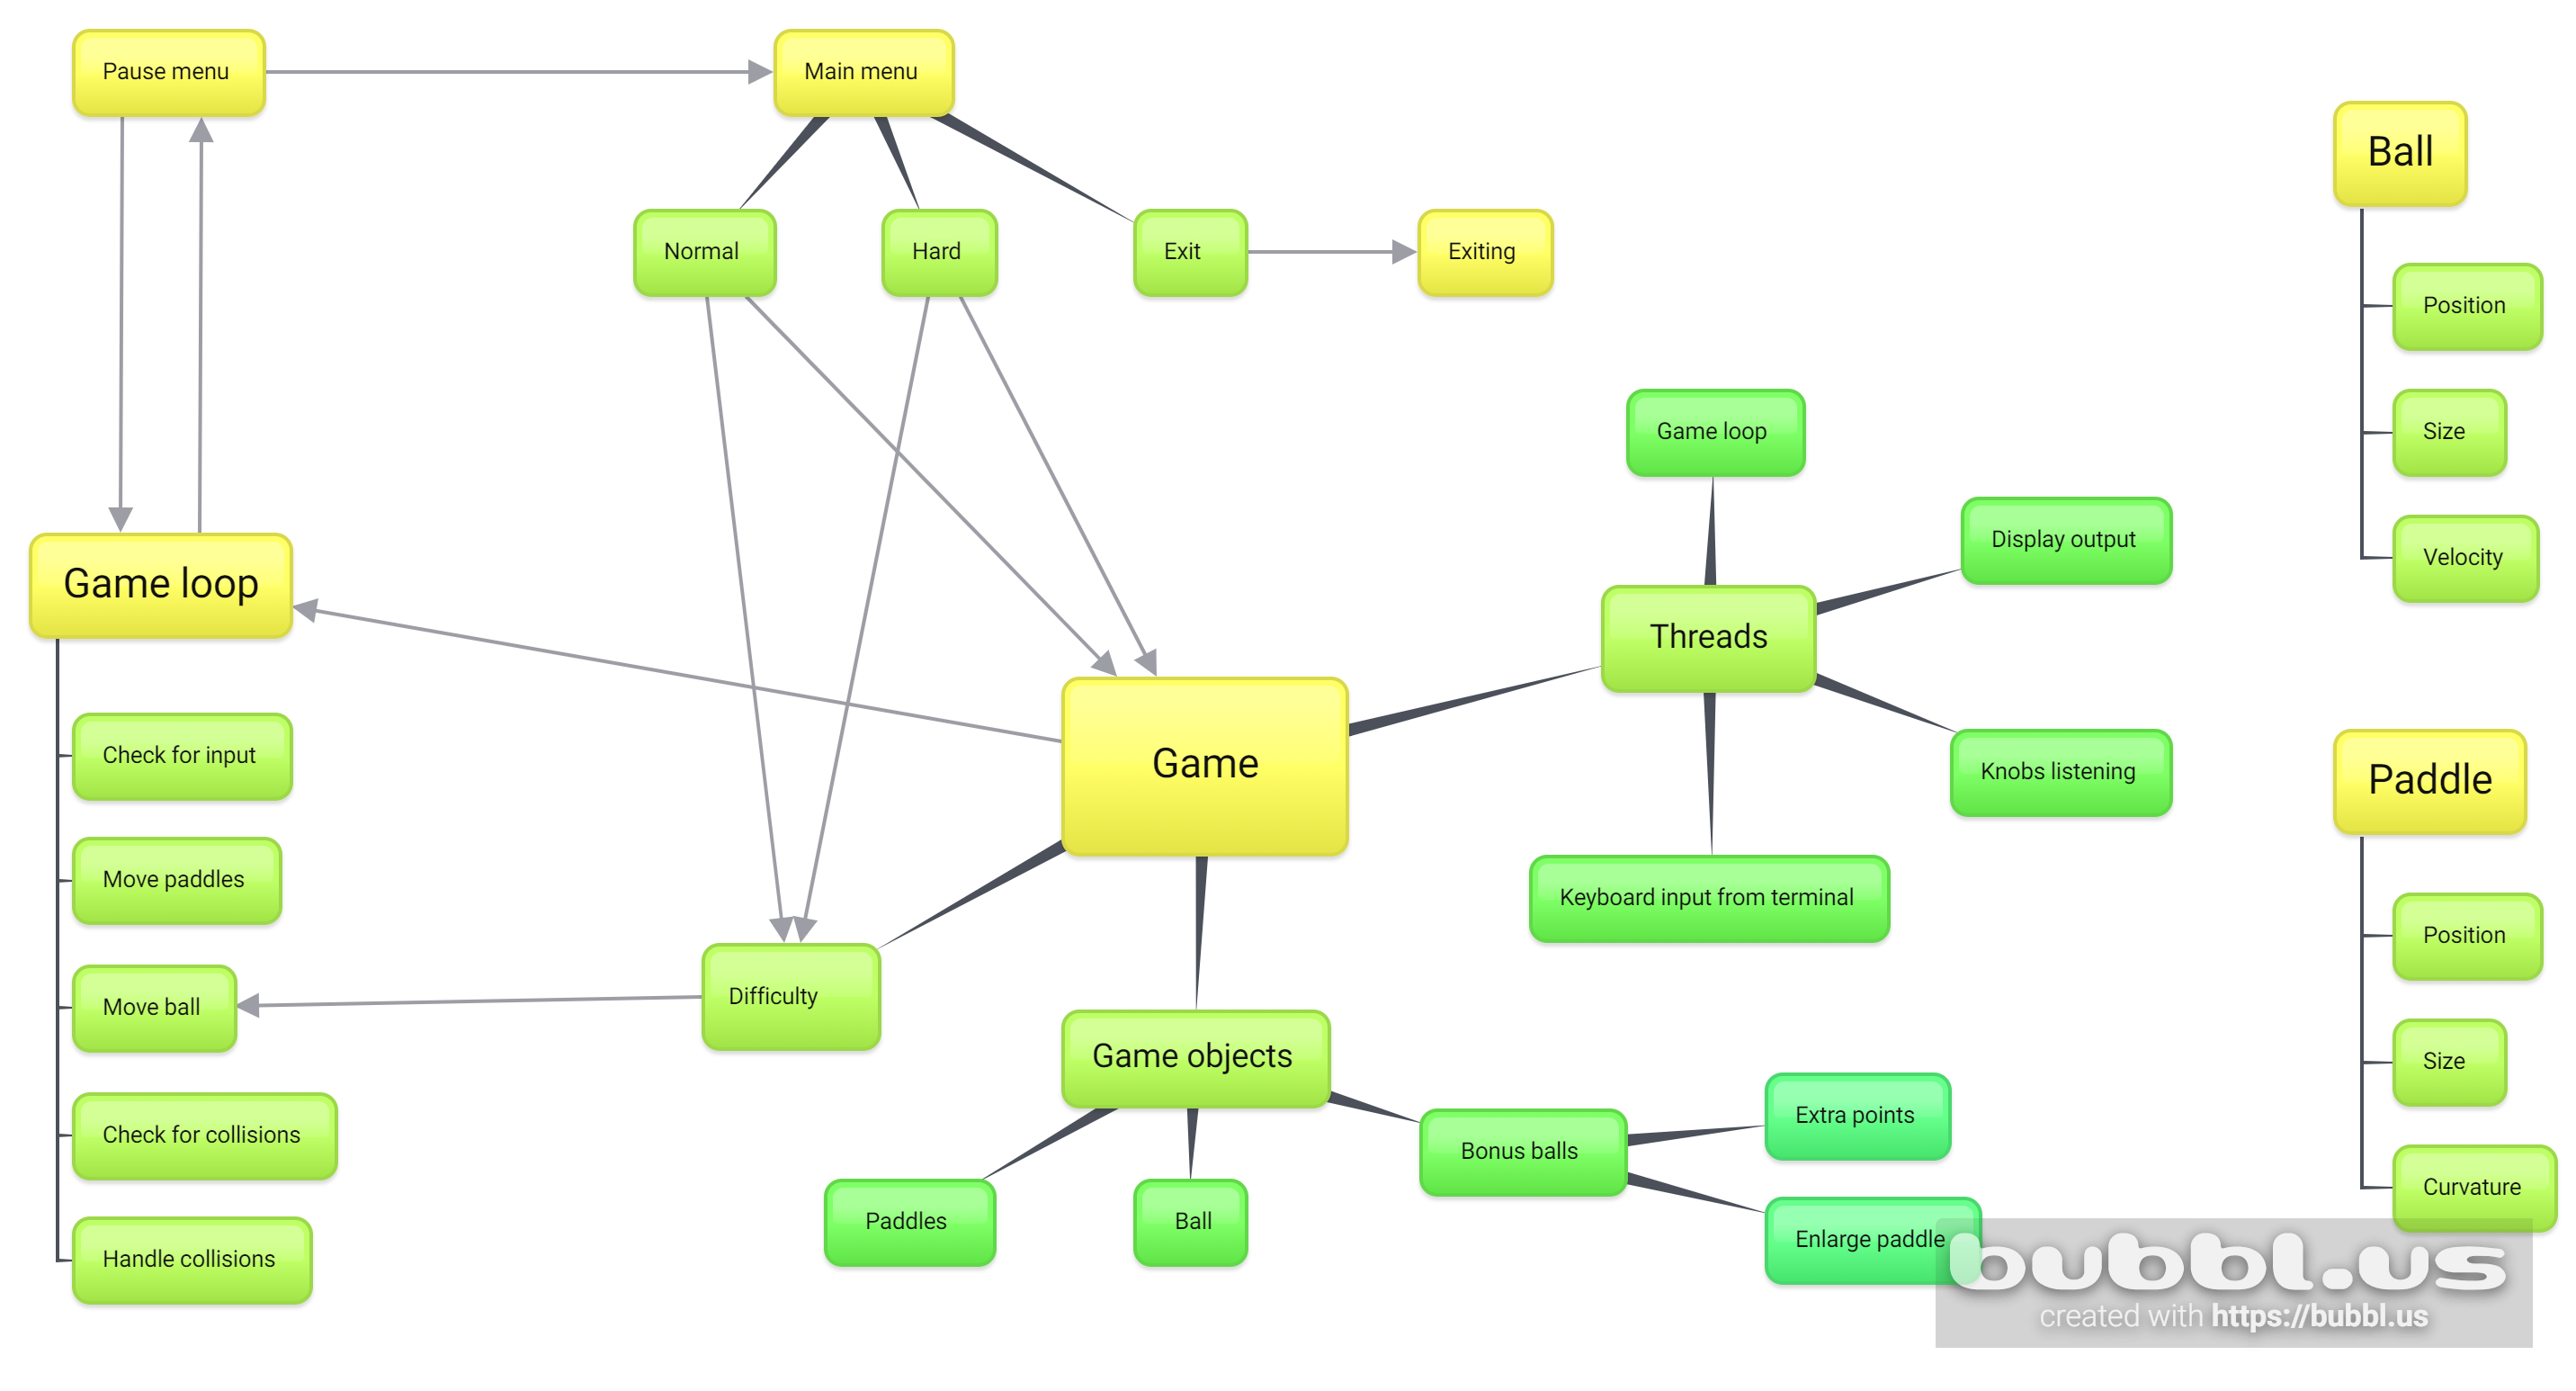 Pause menu
Main menu
Ball
Normal
Hard
Exit
Exiting
Position
Game loop
Size
Display output
Velocity
Game loop
Threads
Check for input
Game
Knobs listening
Paddle
Move paddles
Keyboard input from terminal
Position
Move ball
Difficulty
Game objects
Size
Check for collisions
Bonus balls
Extra points
Curvature
Handle collisions
Paddles
Ball
Enlarge paddle
bubbl.us
created with https://bubbl.us